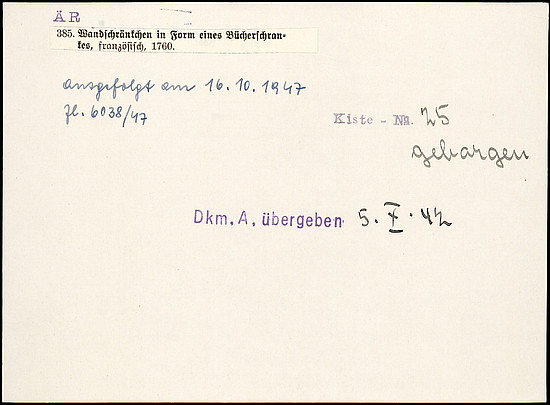 ÄR
385. Wandschränkchen in Form eines Bücherschran-
kes, französisch, 1760.
ausgefolgt am 16.10.1947
Zl. 6038/47
Kiste - Nr. 25
geborgen
Dkm. A. übergeben 5. X. 42